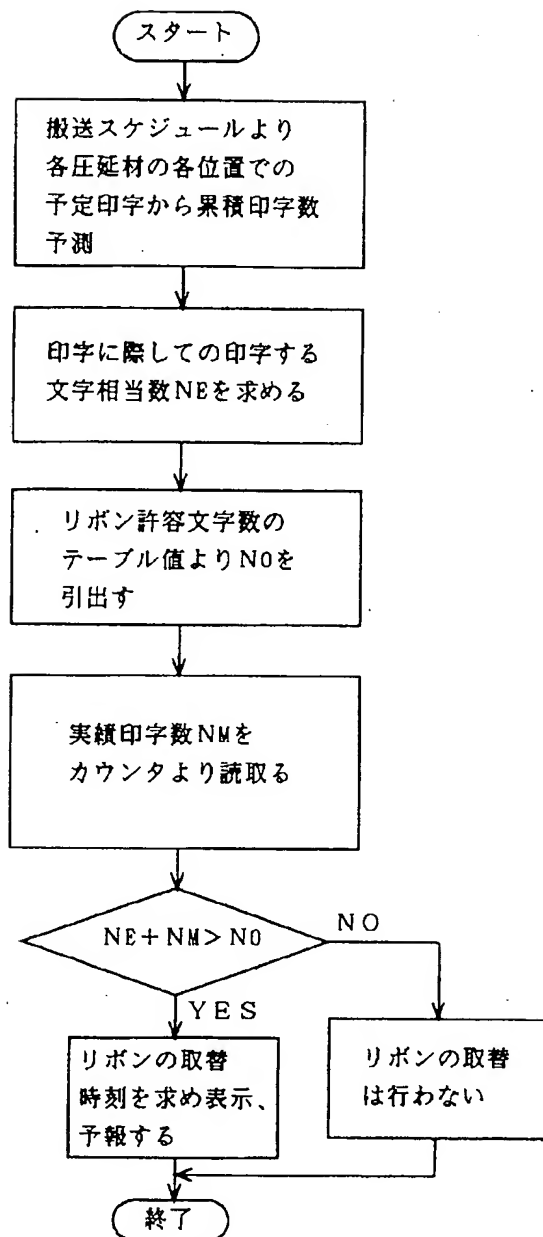 スタート
搬送スケジュールより
各圧延材の各位置での
予定印字から累積印字数
予測
印字に際しての印字する
文字相当数NEを求める
リボン許容文字数の
テーブル値よりN0を
引出す
実績印字数NMを
カウンタより読取る
NE+NM>N0
NO
YES
リボンの取替
時刻を求め表示、
予報する
リボンの取替
は行わない
終了